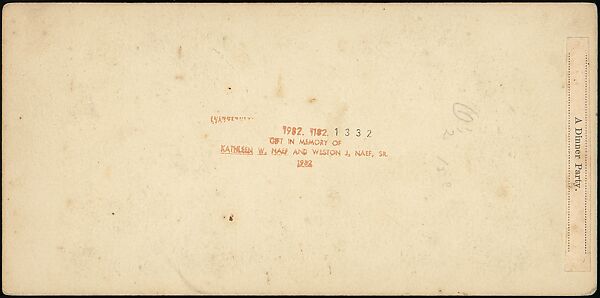 1982. 1182. 1332
GIFT IN MEMORY OF
KATHLEEN W. NAEF AND WESTON J. NAEF, SR.
1982
A Dinner Party.